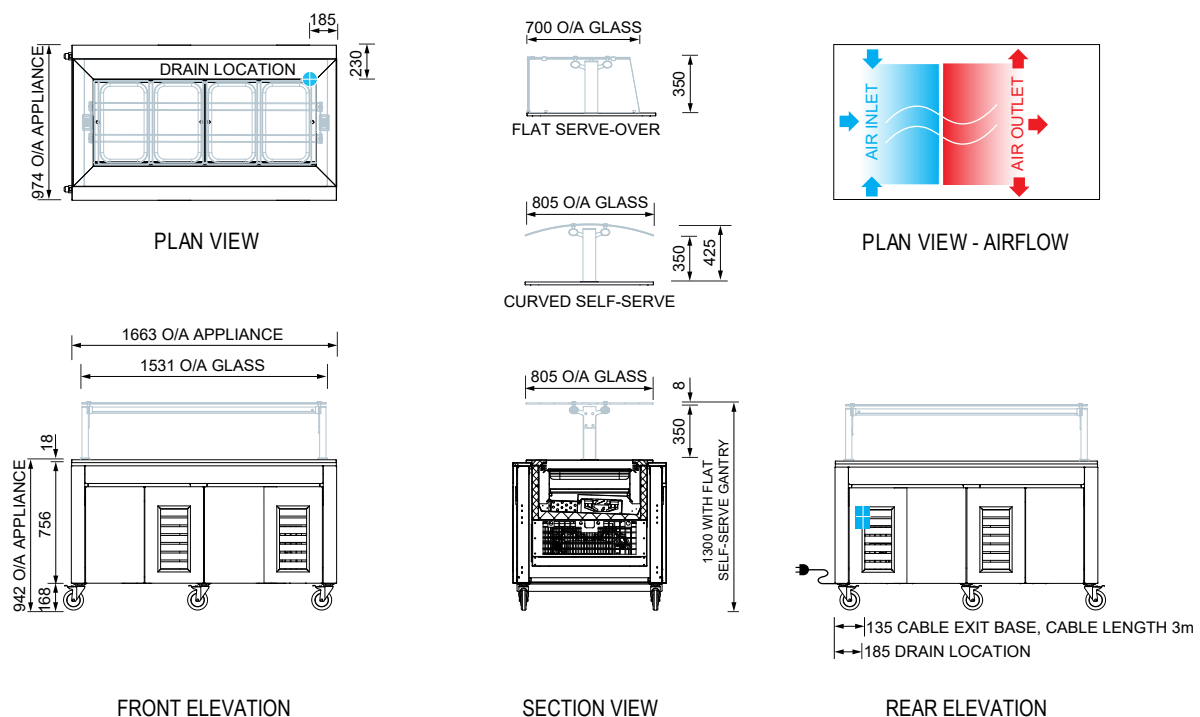 185
DRAIN LOCATION
230
974 O/A APPLIANCE
PLAN VIEW
700 O/A GLASS
350
FLAT SERVE-OVER
805 O/A GLASS
350
425
CURVED SELF-SERVE
AIR INLET
AIR OUTLET
PLAN VIEW - AIRFLOW
1663 O/A APPLIANCE
1531 O/A GLASS
18
942 O/A APPLIANCE
756
168
FRONT ELEVATION
805 O/A GLASS
8
350
1300 WITH FLAT
SELF-SERVE GANTRY
SECTION VIEW
135 CABLE EXIT BASE, CABLE LENGTH 3m
185 DRAIN LOCATION
REAR ELEVATION